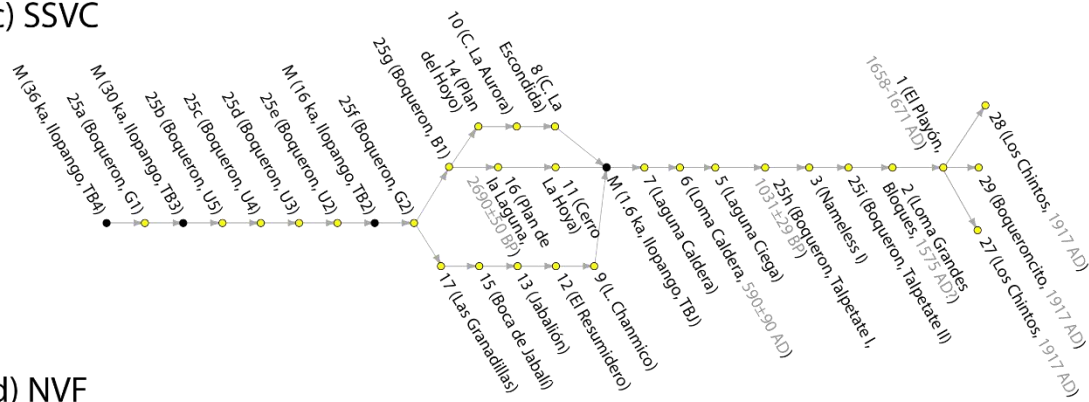 c) SSVC
M (36 ka, Ilopango, TB4)
25a (Boqueron, G1)
M (30 ka, Ilopango, TB3)
25b (Boqueron, U5)
25c (Boqueron, U4)
25d (Boqueron, U3)
25e (Boqueron, U2)
M (16 ka, Ilopango, TB2)
25f (Boqueron, G2)
25g (Boqueron, B1)
14 (Plan
del Hoyo)
10 (C. La Aurora)
8 (C. La
Escondida)
16 (Plan de
la Laguna,
2690±50 BP)
11 (Cerro
La Hoya)
17 (Las Granadillas)
15 (Boca de Jabalí)
13 (Jabalión)
12 (El Resumidero)
9 (L. Chanmico)
M (1.6 ka, Ilopango, TBJ)
7 (Laguna Caldera)
6 (Loma Caldera, 590±90 AD)
5 (Laguna Ciega)
25h (Boqueron, Talpetate I,
1031±29 BP)
3 (Nameless I)
25i (Boqueron, Talpetate II)
2 (Loma Grandes
Bloques, 1575 AD?)
1 (El Playón,
1658-1671 AD)
28 (Los Chintos, 1917 AD)
29 (Boqueroncito, 1917 AD)
27 (Los Chintos, 1917 AD)
d) NVF